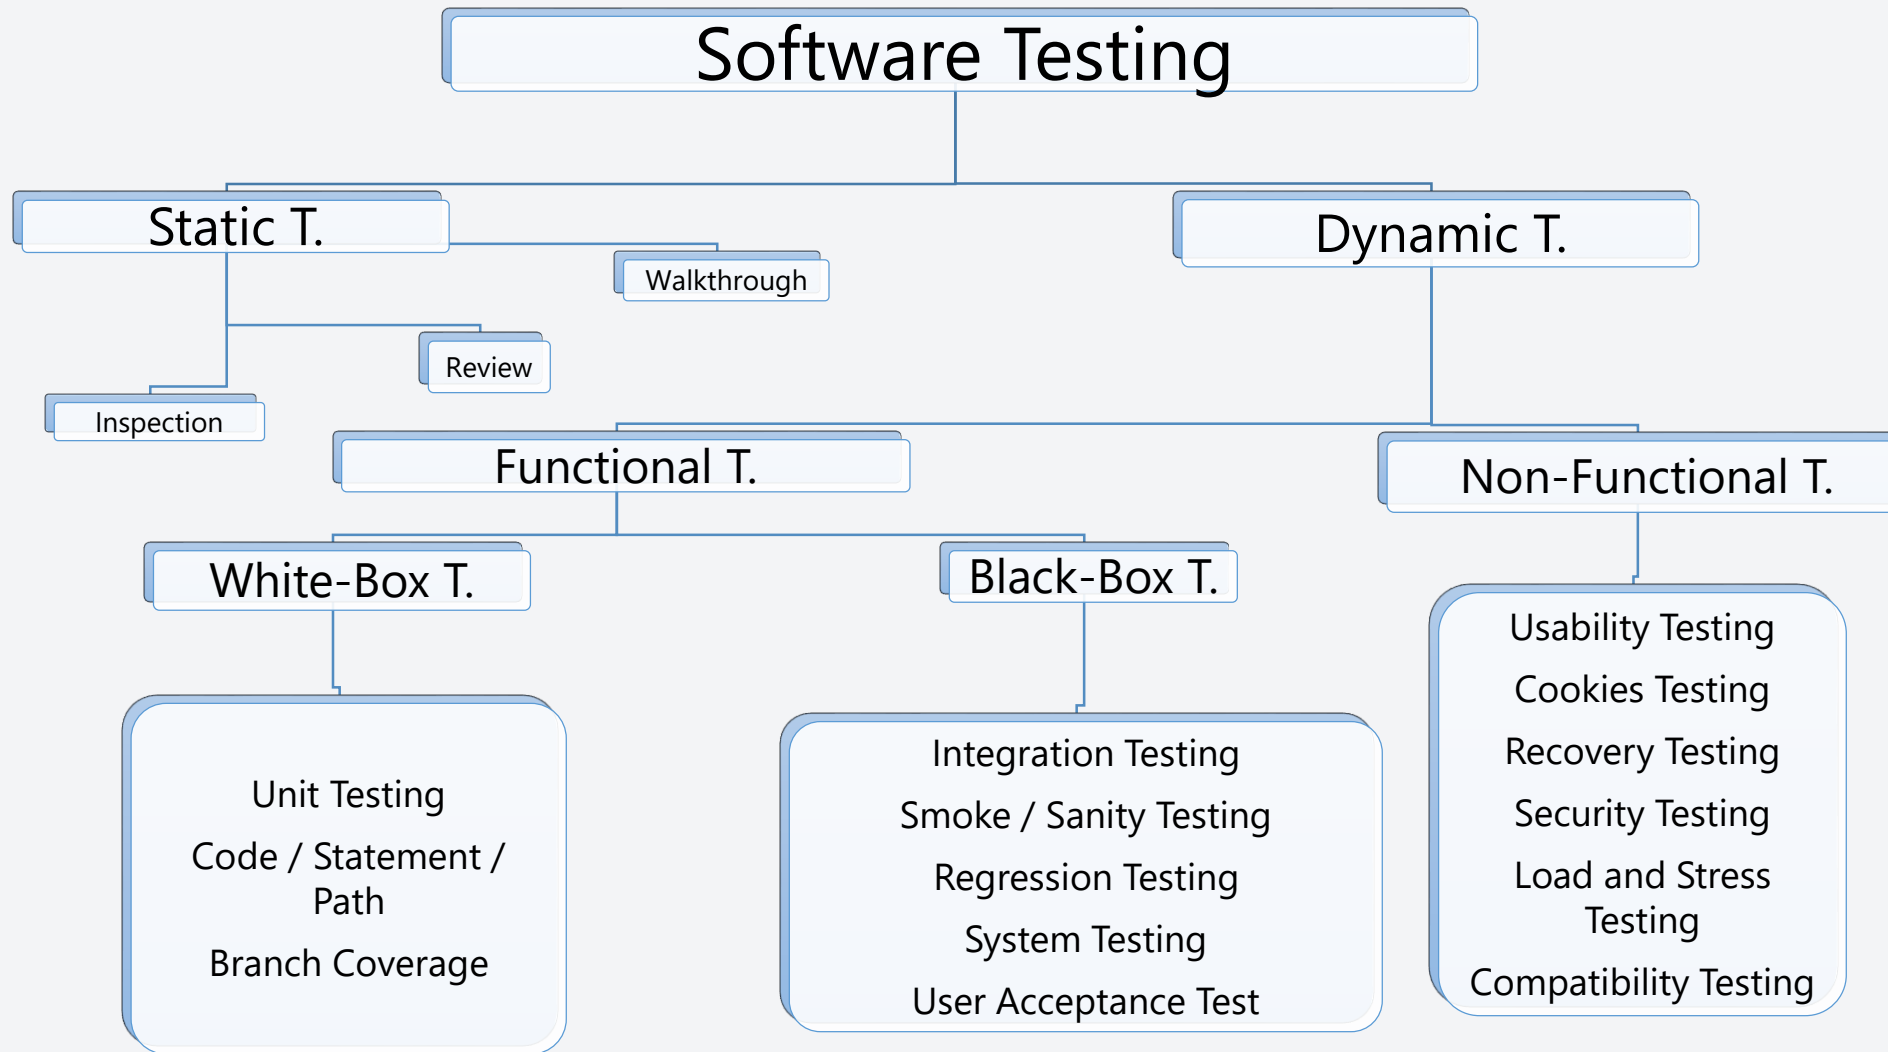 Software Testing
Static T.
Dynamic T.
Walkthrough
Review
Inspection
Functional T.
Non-Functional T.
White-Box T.
Black-Box T.
Unit Testing
Code / Statement /
Path
Branch Coverage
Integration Testing
Smoke / Sanity Testing
Regression Testing
System Testing
User Acceptance Test
Usability Testing
Cookies Testing
Recovery Testing
Security Testing
Load and Stress
Testing
Compatibility Testing